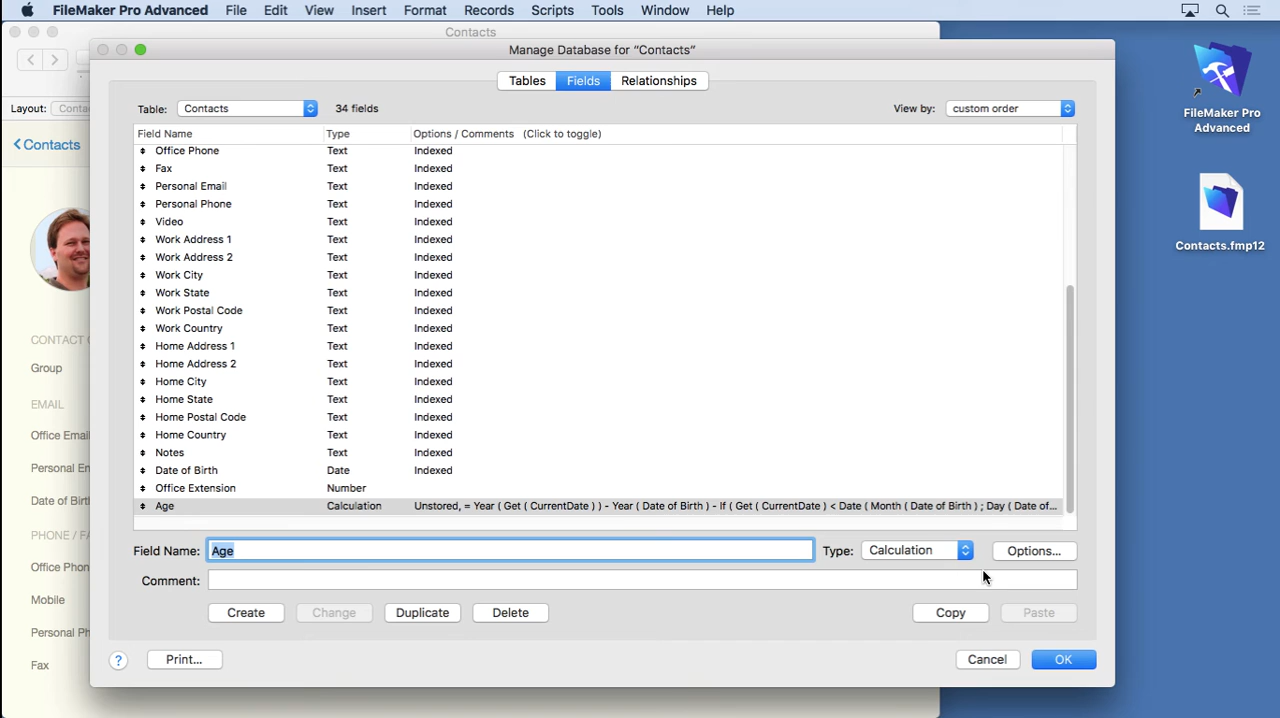 FileMaker Pro Advanced File Edit View Insert Format Records Scripts Tools Window Help
Contacts
Manage Database for “Contacts”
Tables Fields Relationships
Layout:
Table: Contacts 34 fields View by: custom order
Field Name Type Options / Comments (Click to toggle)
Contacts
Office Phone Text Indexed
Fax Text Indexed
Personal Email Text Indexed
Personal Phone Text Indexed
Video Text Indexed
Work Address 1 Text Indexed
Work Address 2 Text Indexed
Work City Text Indexed
Work State Text Indexed
Work Postal Code Text Indexed
Work Country Text Indexed
Home Address 1 Text Indexed
Home Address 2 Text Indexed
Home City Text Indexed
Home State Text Indexed
Home Postal Code Text Indexed
Home Country Text Indexed
Notes Text Indexed
Date of Birth Date Indexed
Office Extension Number
Age Calculation Unstored, = Year ( Get ( CurrentDate ) ) - Year ( Date of Birth ) - If ( Get ( CurrentDate ) < Date ( Month ( Date of Birth ) ; Day ( Date of...
Field Name: Age Type: Calculation Options...
Comment:
Create Change Duplicate Delete Copy Paste
? Print... Cancel OK
CONTACT
Group
EMAIL
Office Email
Personal Em
Date of Birt
PHONE / FA
Office Phon
Mobile
Personal Ph
Fax
FileMaker Pro
Advanced
Contacts.fmp12